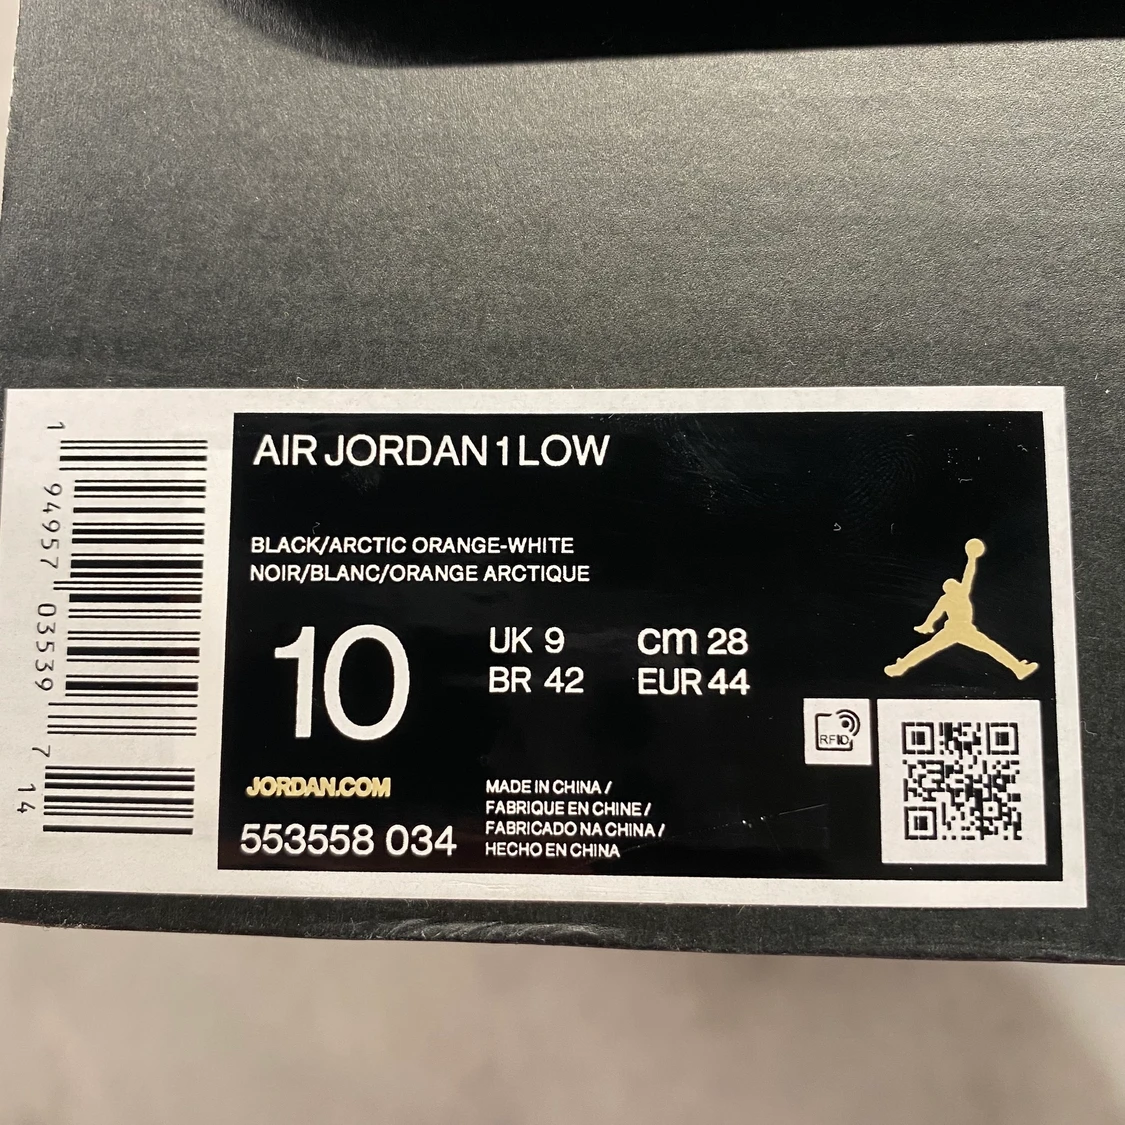 AIR JORDAN 1 LOW
BLACK/ARCTIC ORANGE-WHITE
NOIR/BLANC/ORANGE ARCTIQUE
10
UK 9
cm 28
BR 42
EUR 44
RFID
JORDAN.COM
553558 034
MADE IN CHINA /
FABRIQUE EN CHINE /
FABRICADO NA CHINA /
HECHO EN CHINA
1 94957 03539 7 14